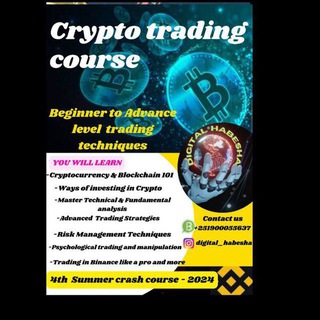 Crypto trading
course
Beginner to Advance
level trading
techniques
DIGITAL HABESHA
YOU WILL LEARN
-Cryptocurrency & Blockchain 101
-Ways of investing in Crypto
-Master Technical & Fundamental
analysis
-Advanced Trading Strategies
-Risk Management Techniques
-Psychological trading and manipulation
-Trading in Binance like a pro and more
Contact us
+251900055637
digital_habesha
4th Summer crash course - 2024